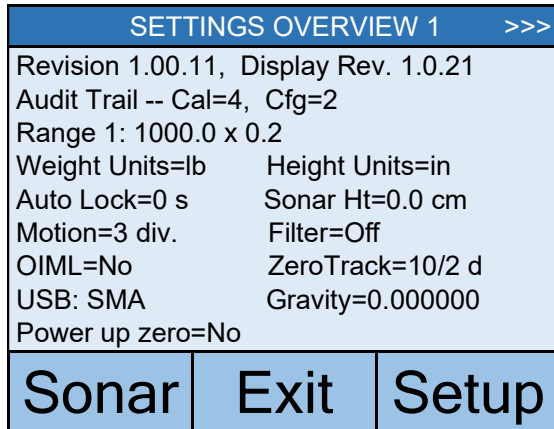 SETTINGS OVERVIEW 1 >>>
Revision 1.00.11, Display Rev. 1.0.21
Audit Trail -- Cal=4, Cfg=2
Range 1: 1000.0 x 0.2
Weight Units=lb Height Units=in
Auto Lock=0 s Sonar Ht=0.0 cm
Motion=3 div. Filter=Off
OIML=No ZeroTrack=10/2 d
USB: SMA Gravity=0.000000
Power up zero=No
Sonar Exit Setup